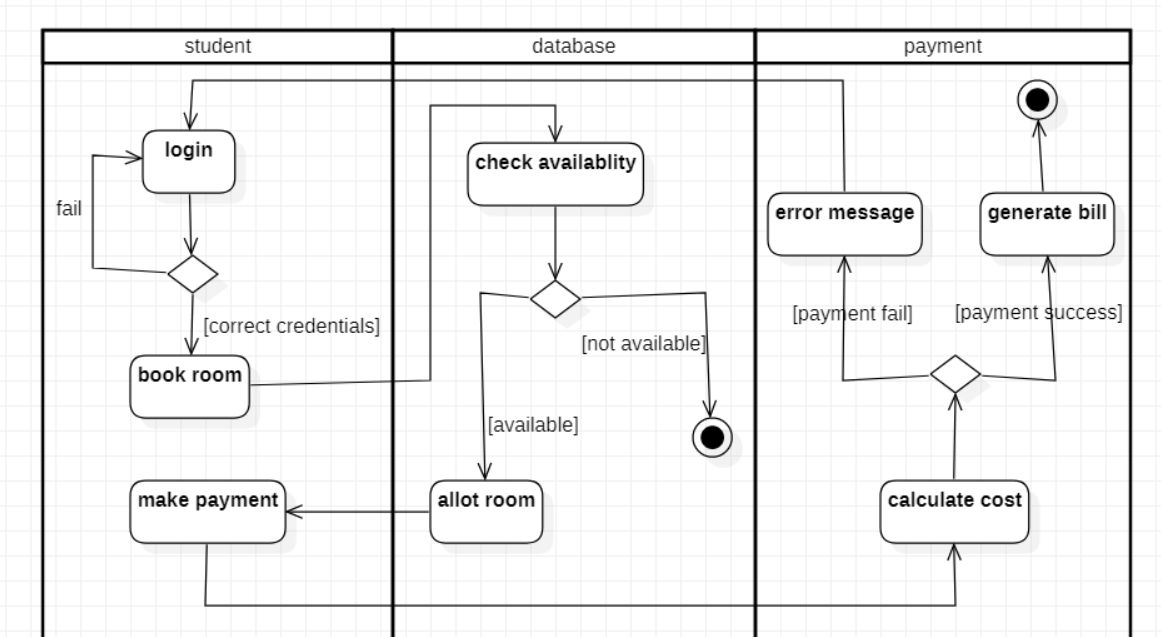 student
database
payment
login
check availablity
fail
error message
generate bill
[correct credentials]
[payment fail]
[payment success]
[not available]
book room
[available]
make payment
allot room
calculate cost